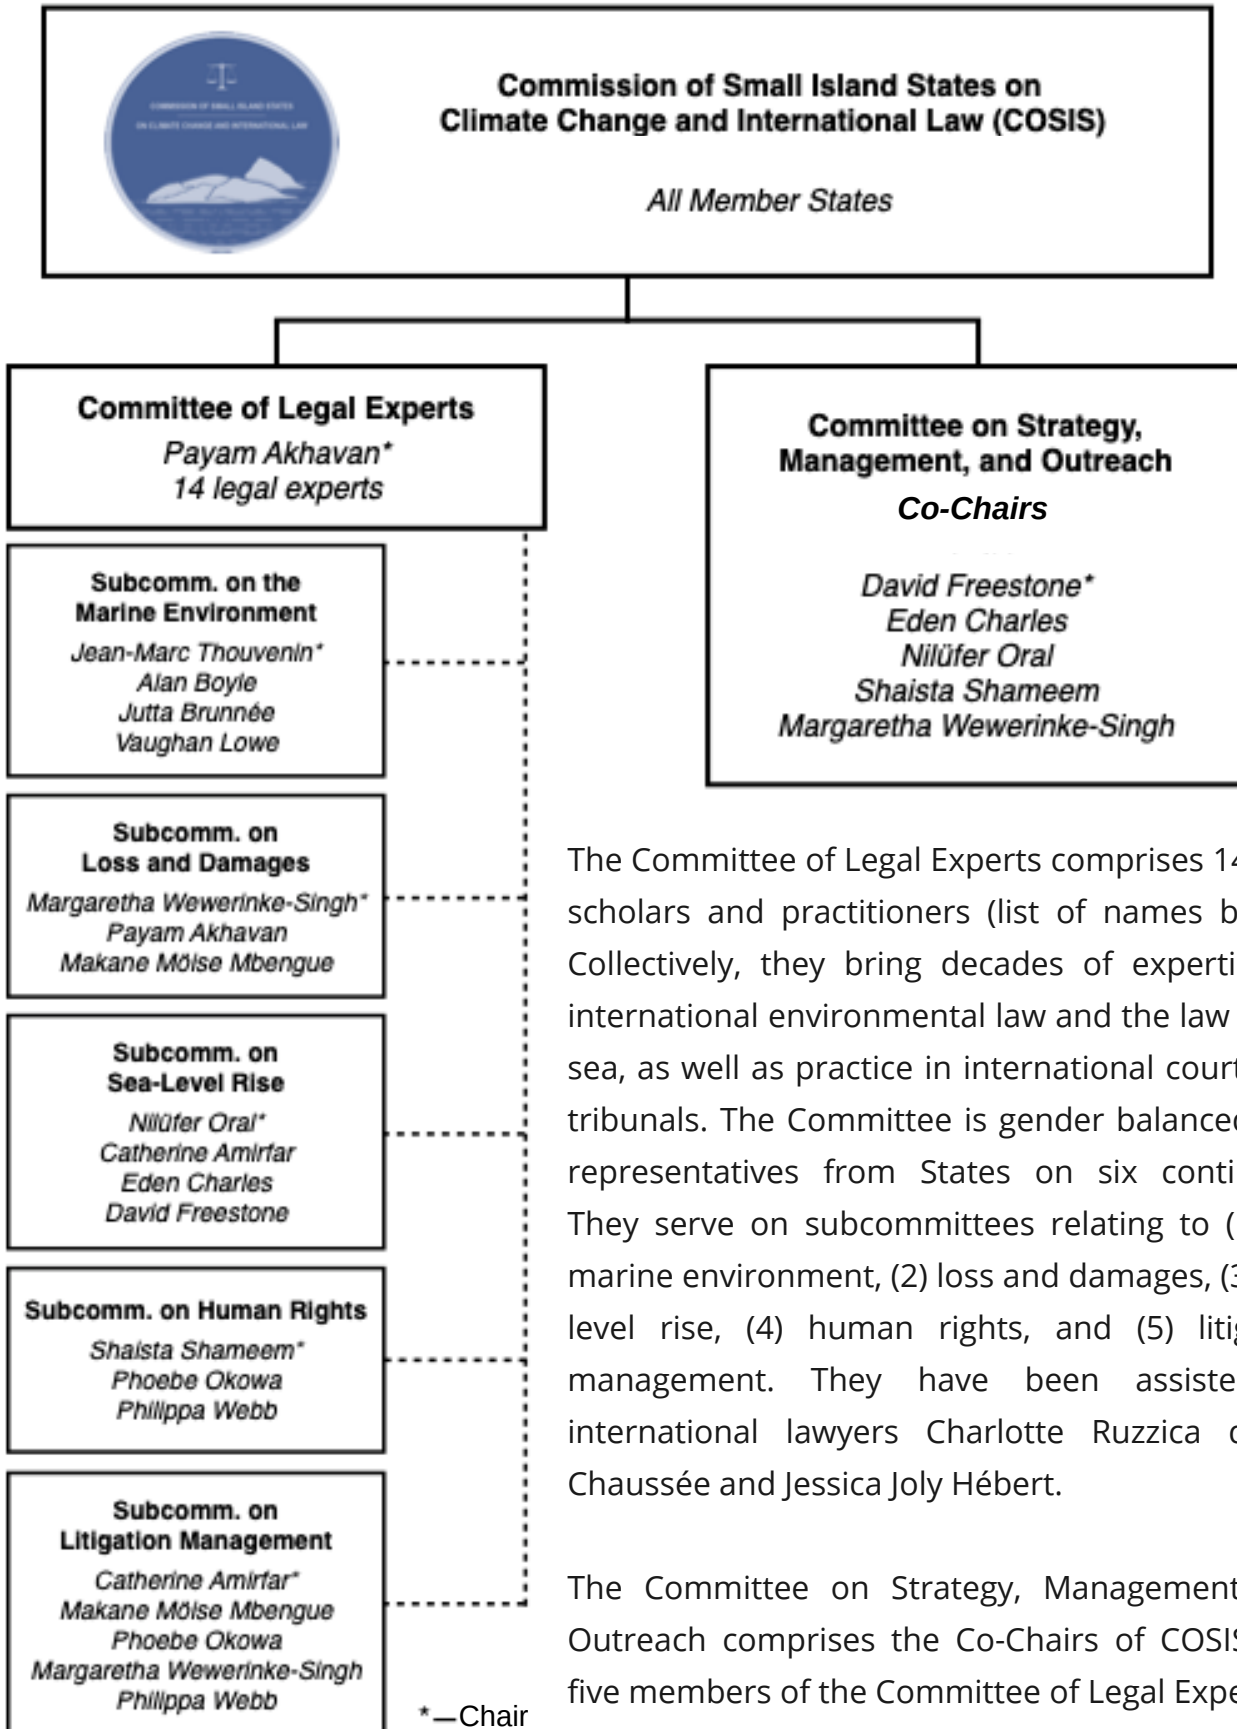 COMMISSION OF SMALL ISLAND STATES
ON CLIMATE CHANGE AND INTERNATIONAL LAW
Commission of Small Island States on
Climate Change and International Law (COSIS)
All Member States
Committee of Legal Experts
Payam Akhavan*
14 legal experts
Subcomm. on the
Marine Environment
Jean-Marc Thouvenin*
Alan Boyle
Jutta Brunnée
Vaughan Lowe
Subcomm. on
Loss and Damages
Margaretha Wewerinke-Singh*
Payam Akhavan
Makane Möise Mbengue
Subcomm. on
Sea-Level Rise
Nilüfer Oral*
Catherine Amirfar
Eden Charles
David Freestone
Subcomm. on Human Rights
Shaista Shameem*
Phoebe Okowa
Philippa Webb
Subcomm. on
Litigation Management
Catherine Amirfar*
Makane Möise Mbengue
Phoebe Okowa
Margaretha Wewerinke-Singh
Philippa Webb
*—Chair
Committee on Strategy,
Management, and Outreach
Co-Chairs
David Freestone*
Eden Charles
Nilüfer Oral
Shaista Shameem
Margaretha Wewerinke-Singh
The Committee of Legal Experts comprises 14
scholars and practitioners (list of names b
Collectively, they bring decades of experti
international environmental law and the law
sea, as well as practice in international court
tribunals. The Committee is gender balanced
representatives from States on six conti
They serve on subcommittees relating to (
marine environment, (2) loss and damages, (3
level rise, (4) human rights, and (5) litig
management. They have been assiste
international lawyers Charlotte Ruzzica d
Chaussée and Jessica Joly Hébert.
The Committee on Strategy, Management
Outreach comprises the Co-Chairs of COSIS
five members of the Committee of Legal Expe